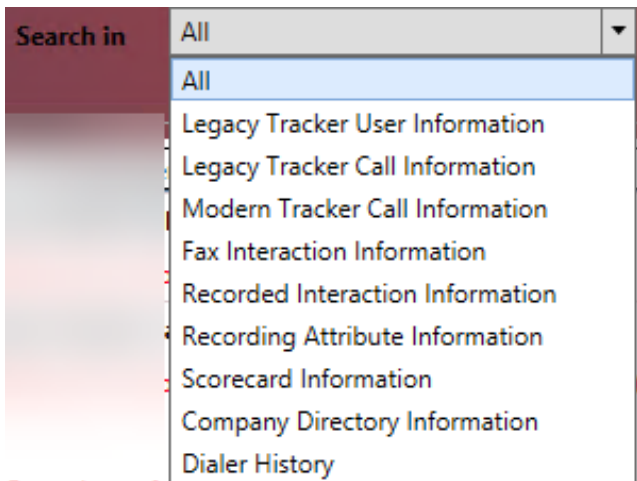 Search in
All
All
Legacy Tracker User Information
Legacy Tracker Call Information
Modern Tracker Call Information
Fax Interaction Information
Recorded Interaction Information
Recording Attribute Information
Scorecard Information
Company Directory Information
Dialer History